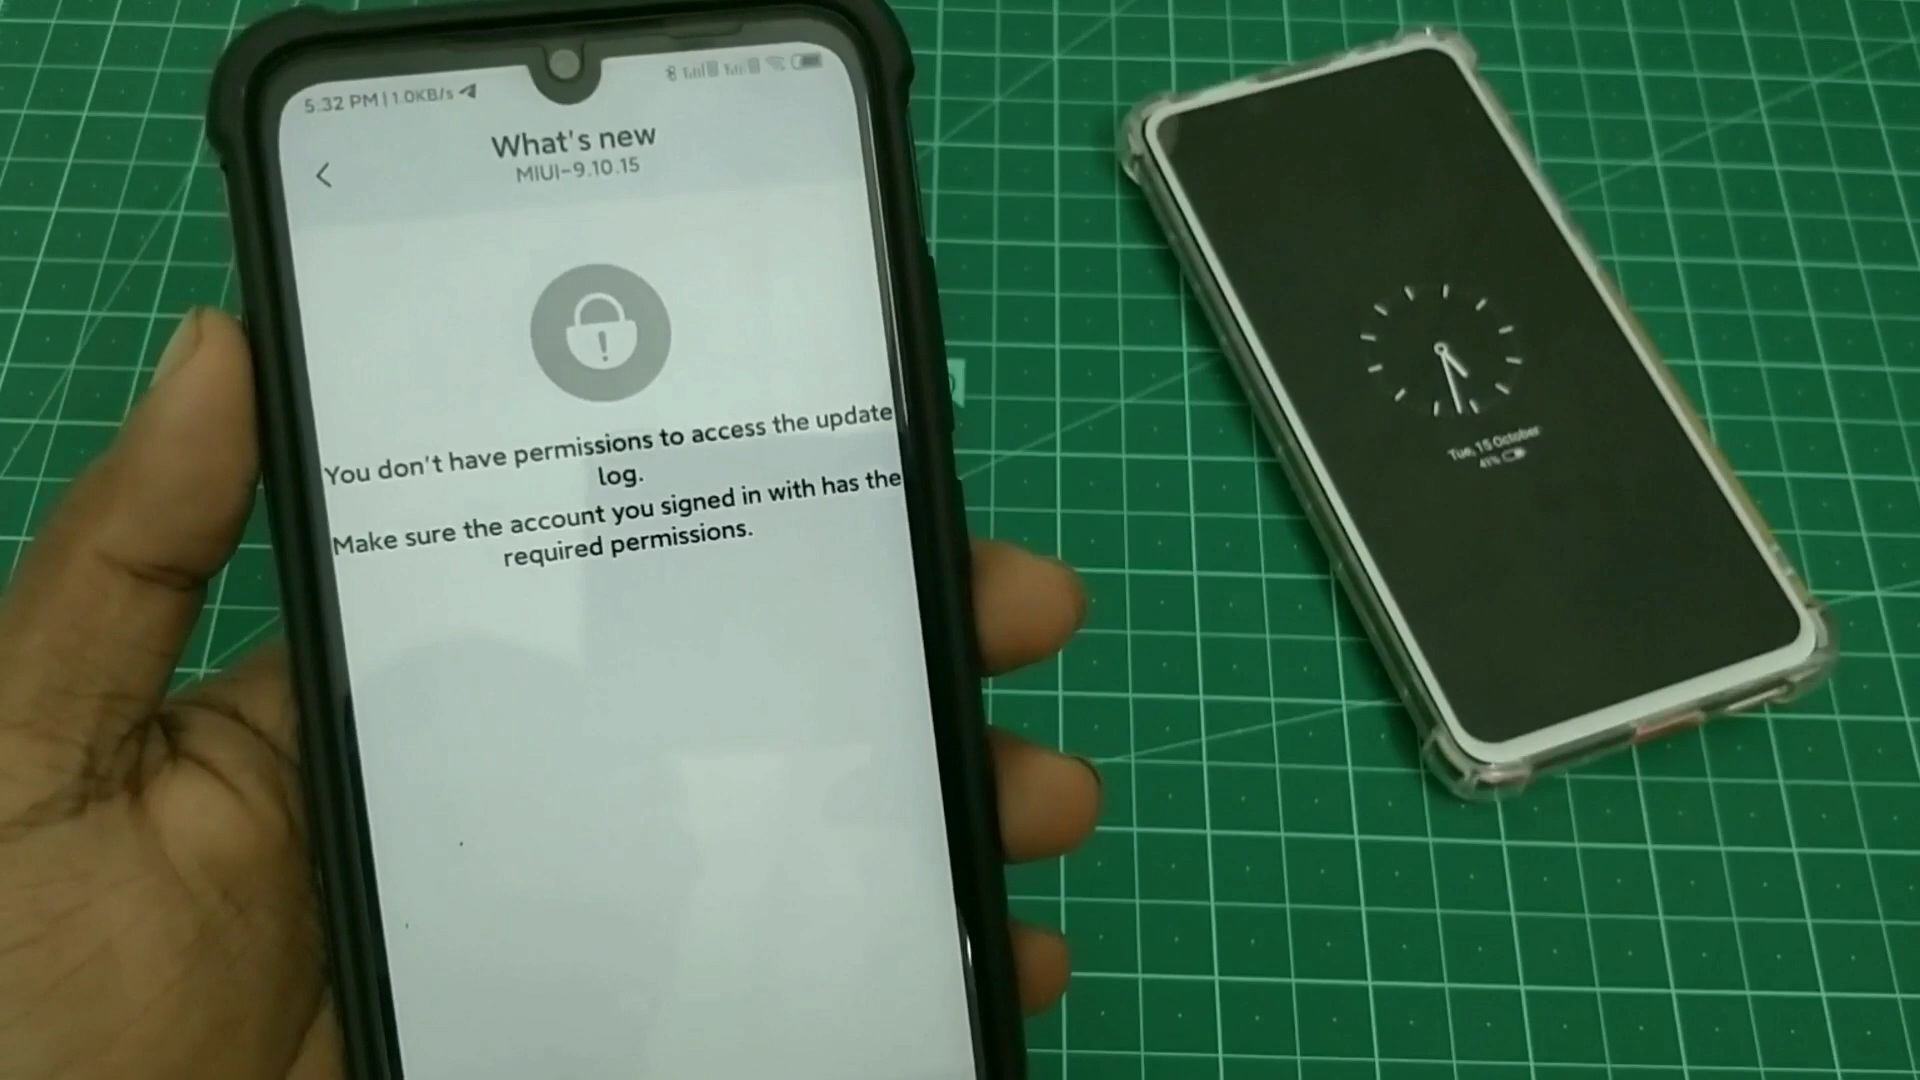 5:32 PM | 1.0KB/s
What's new
MIUI-9.10.15
You don't have permissions to access the update
log.
Make sure the account you signed in with has the
required permissions.
Tue, 15 October
41%